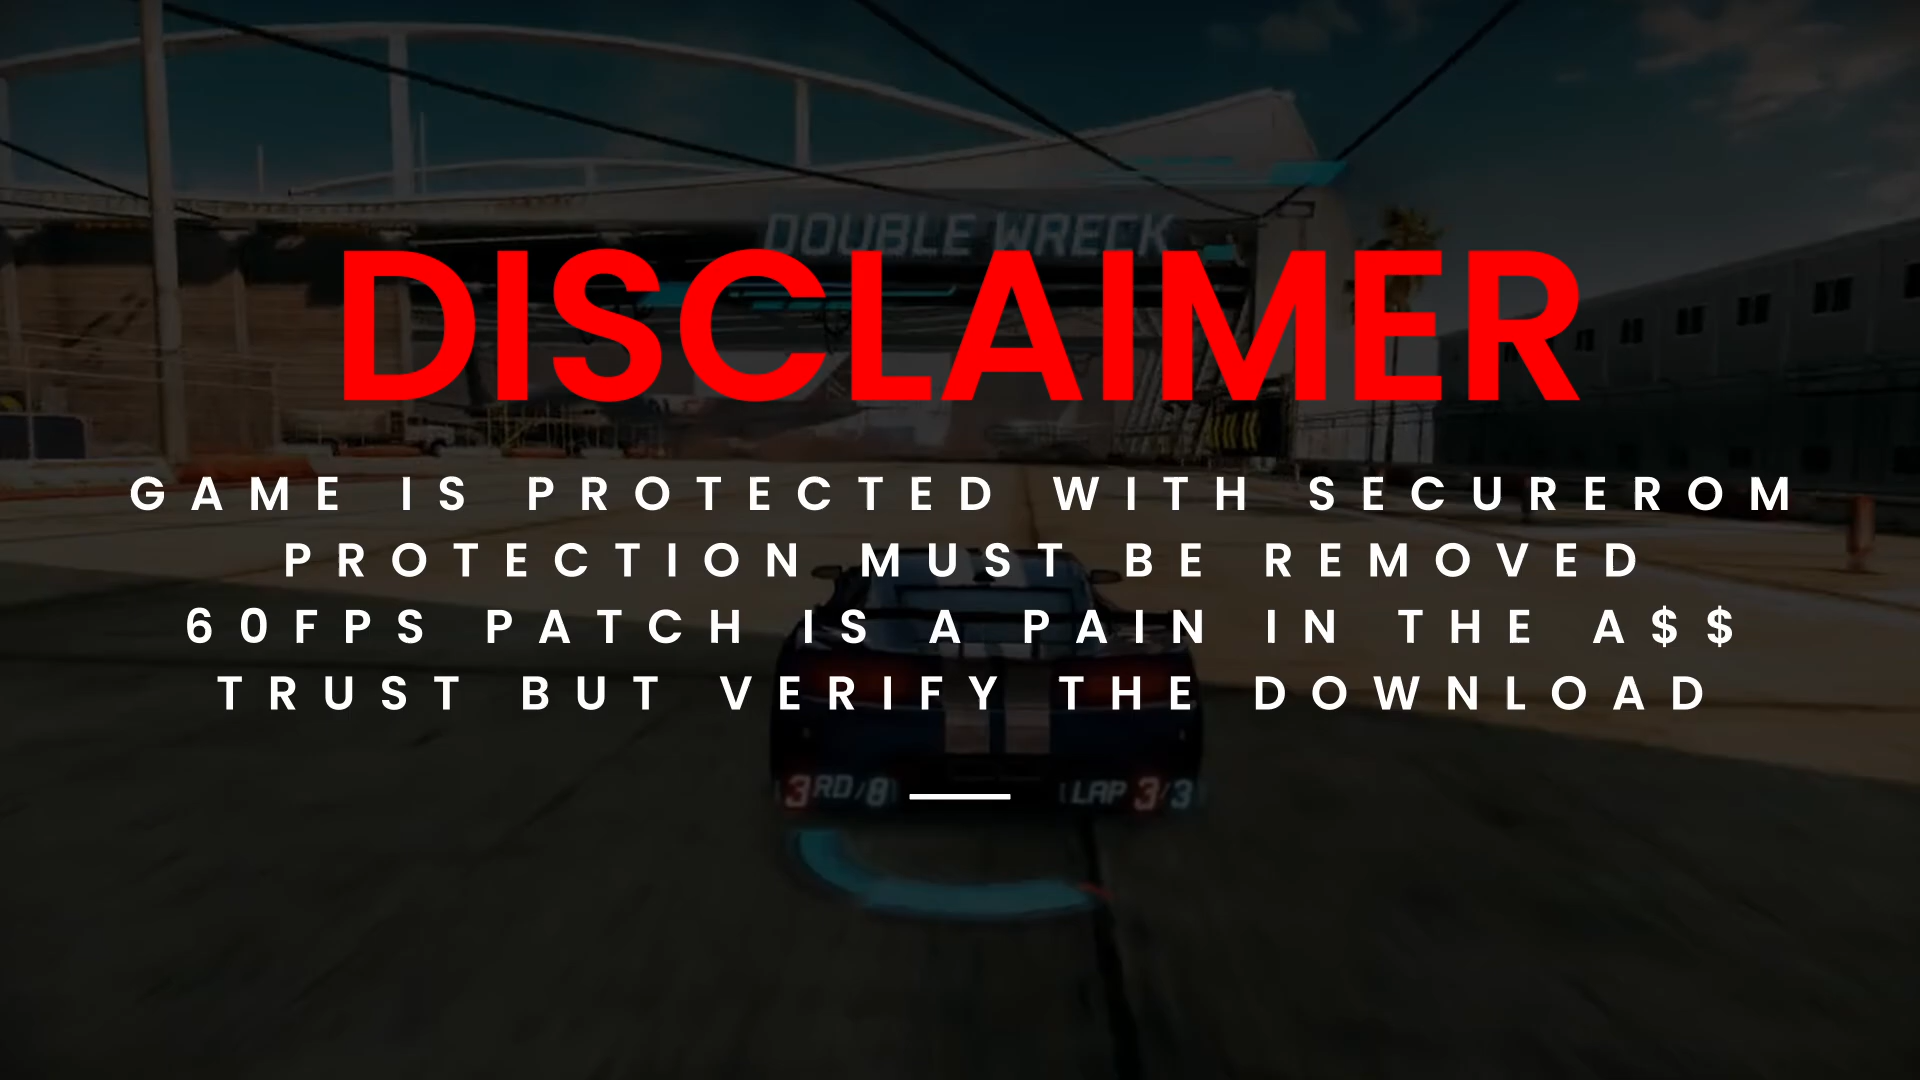 DOUBLE WRECK
DISCLAIMER
GAME IS PROTECTED WITH SECUREROM
PROTECTION MUST BE REMOVED
60FPS PATCH IS A PAIN IN THE A$$
TRUST BUT VERIFY THE DOWNLOAD
3RD/8 LAP 3/3